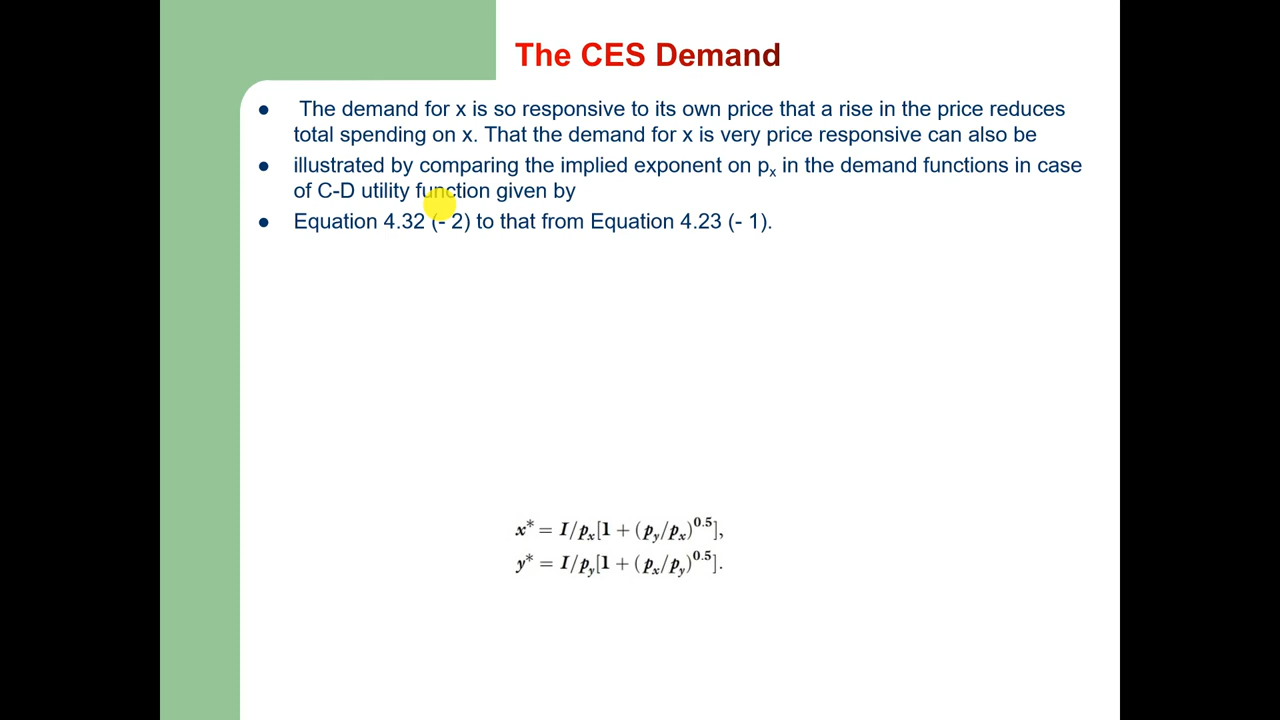 The CES Demand
● The demand for x is so responsive to its own price that a rise in the price reduces
total spending on x. That the demand for x is very price responsive can also be
● illustrated by comparing the implied exponent on pₓ in the demand functions in case
of C-D utility function given by
● Equation 4.32 (- 2) to that from Equation 4.23 (- 1).
x* = I/pₓ[1 + (p_y/pₓ)^0.5],
y* = I/p_y[1 + (pₓ/p_y)^0.5].